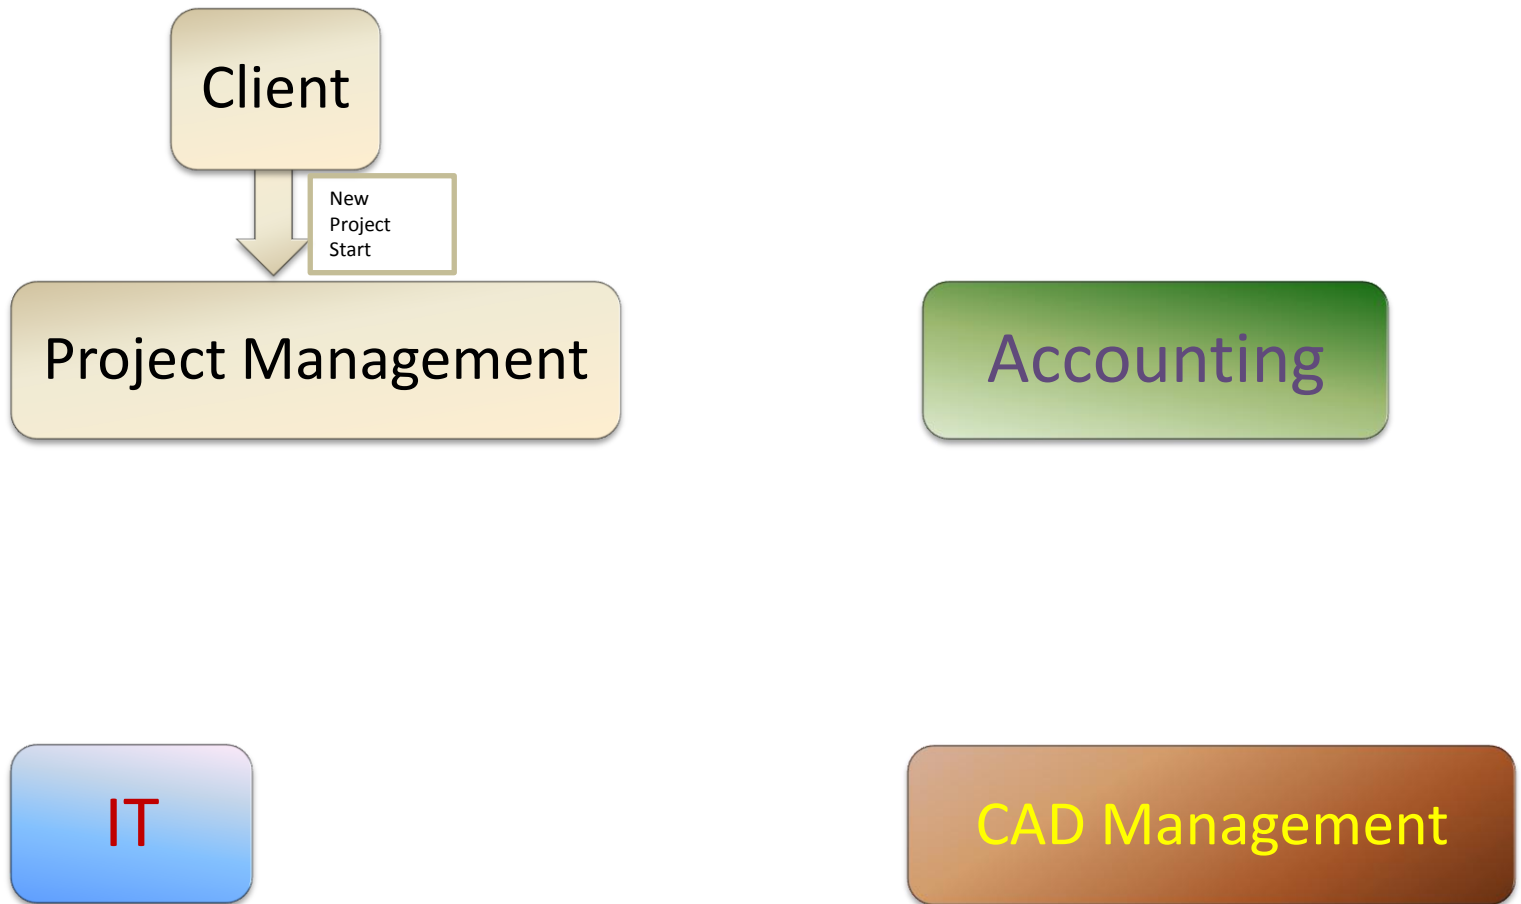 Client
New
Project
Start
Project Management
Accounting
IT
CAD Management